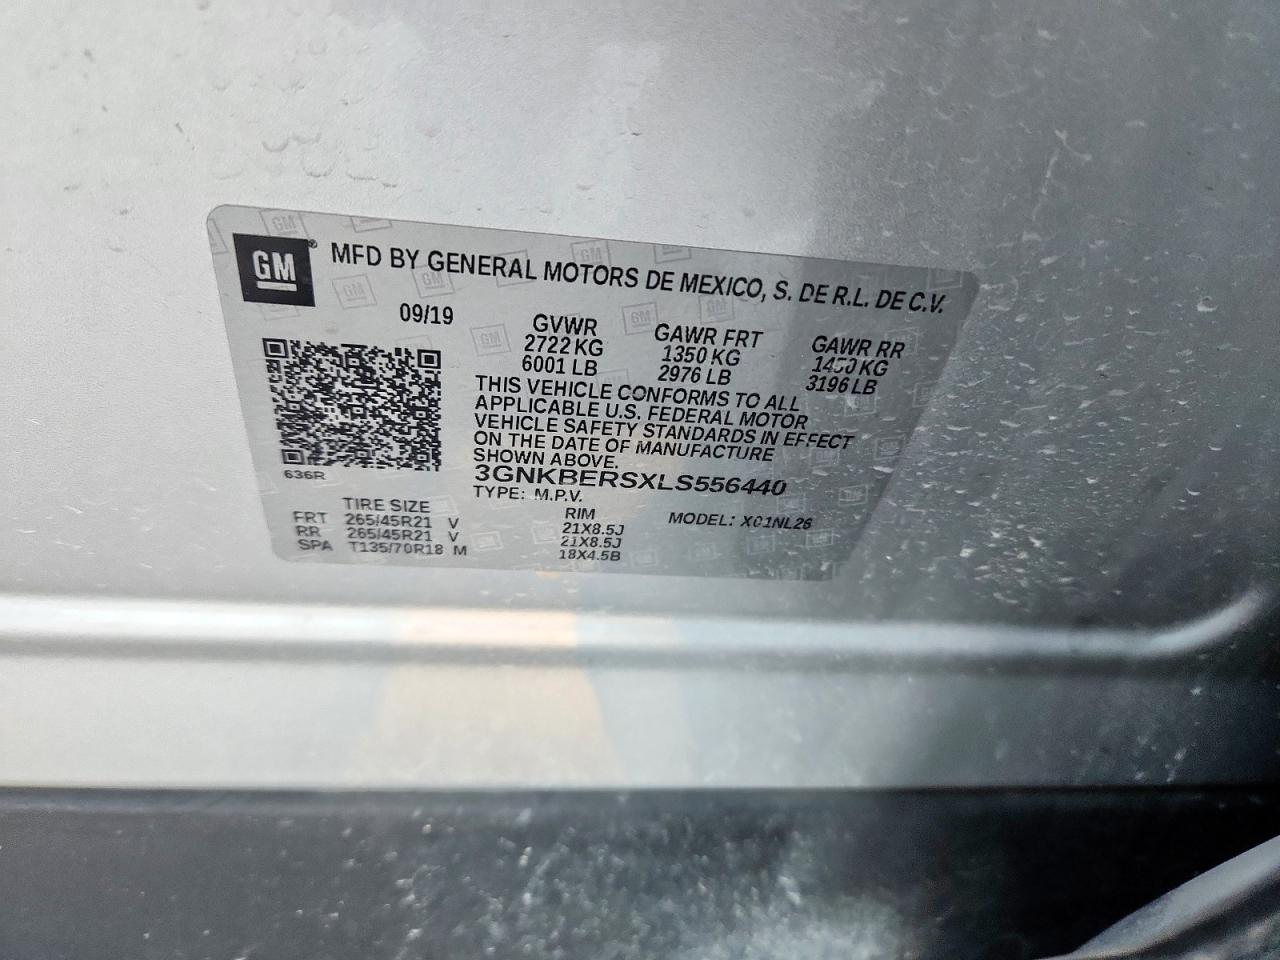 GM MFD BY GENERAL MOTORS DE MEXICO, S. DE R.L. DE C.V.
09/19
GVWR GAWR FRT GAWR RR
2722 KG 1350 KG 1450 KG
6001 LB 2976 LB 3196 LB
THIS VEHICLE CONFORMS TO ALL
APPLICABLE U.S. FEDERAL MOTOR
VEHICLE SAFETY STANDARDS IN EFFECT
ON THE DATE OF MANUFACTURE
SHOWN ABOVE.
636R
3GNKBERSXLS556440
TYPE: M.P.V.
TIRE SIZE RIM MODEL: X01NL26
FRT 265/45R21 V 21X8.5J
RR 265/45R21 V 21X8.5J
SPA T135/70R18 M 18X4.5B